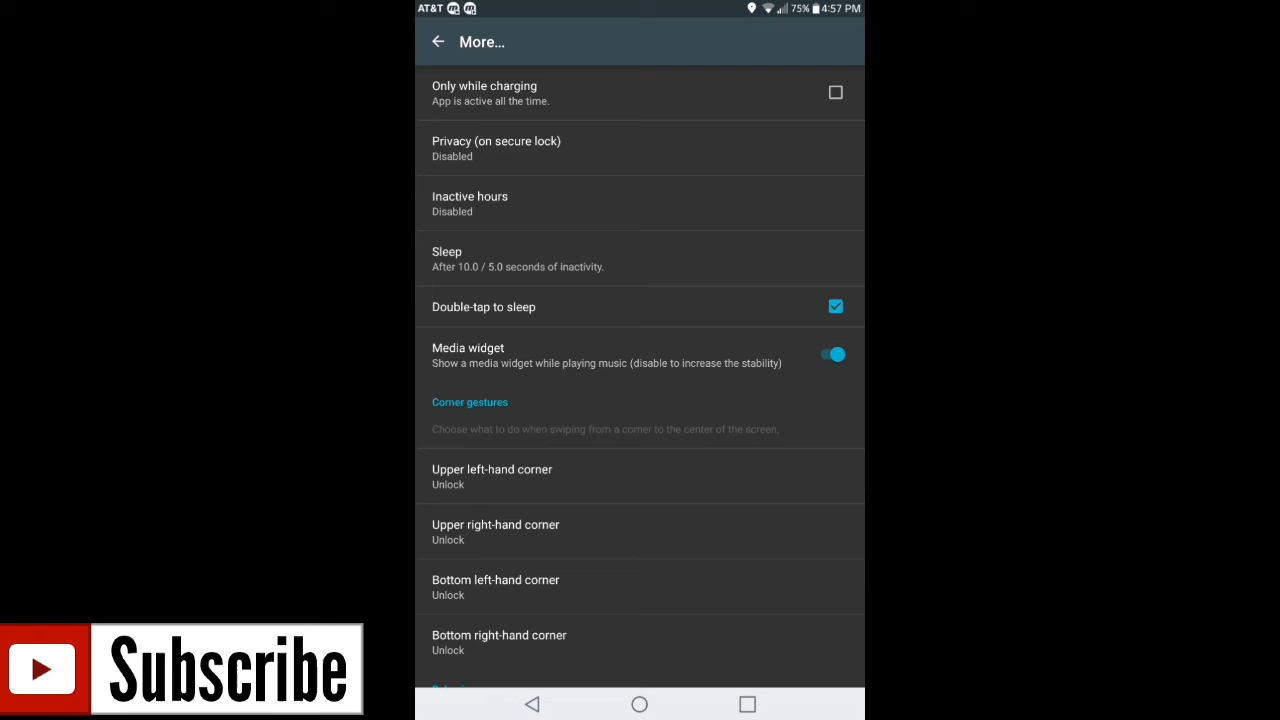 AT&T 75% 4:57 PM
More...
Only while charging
App is active all the time.
Privacy (on secure lock)
Disabled
Inactive hours
Disabled
Sleep
After 10.0 / 5.0 seconds of inactivity.
Double-tap to sleep
Media widget
Show a media widget while playing music (disable to increase the stability)
Corner gestures
Choose what to do when swiping from a corner to the center of the screen.
Upper left-hand corner
Unlock
Upper right-hand corner
Unlock
Bottom left-hand corner
Unlock
Bottom right-hand corner
Unlock
Subscribe